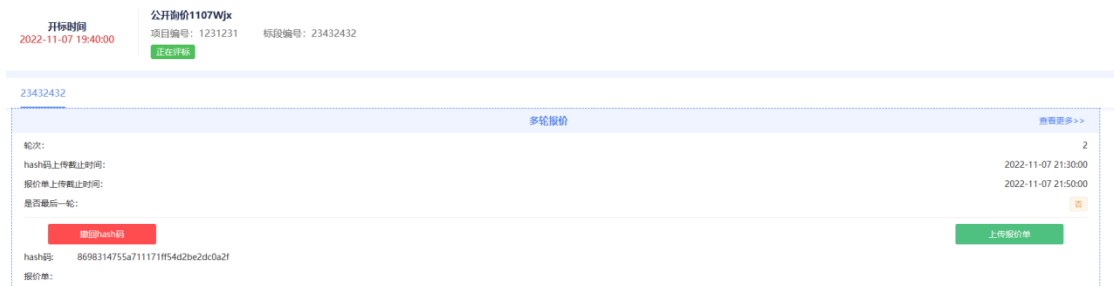 开标时间
2022-11-07 19:40:00
公开询价1107Wjx
项目编号：1231231 标段编号：23432432
正在评标
23432432
多轮报价 查看更多>>
轮次： 2
hash码上传截止时间： 2022-11-07 21:30:00
报价单上传截止时间： 2022-11-07 21:50:00
是否最后一轮： 否
撤回hash码 上传报价单
hash码： 8698314755a711171ff54d2be2dc0a2f
报价单：